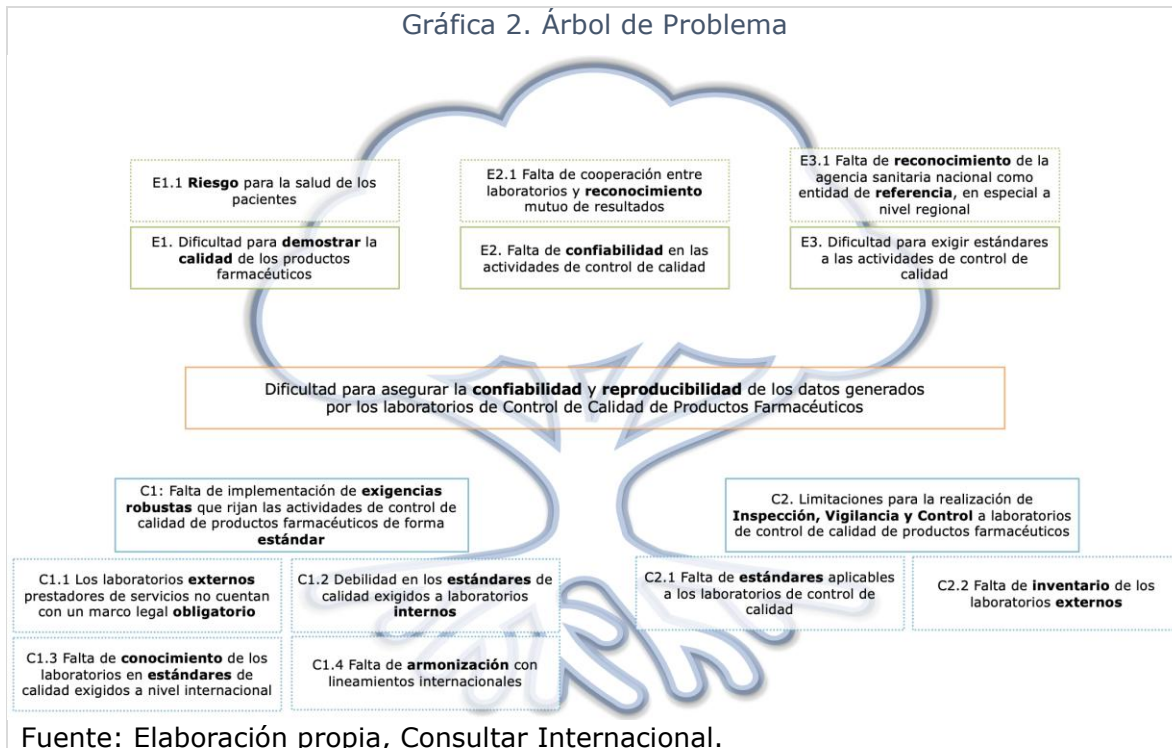 Gráfica 2. Árbol de Problema
E1.1 Riesgo para la salud de los
pacientes
E2.1 Falta de cooperación entre
laboratorios y reconocimiento
mutuo de resultados
E3.1 Falta de reconocimiento de la
agencia sanitaria nacional como
entidad de referencia, en especial a
nivel regional
E1. Dificultad para demostrar la
calidad de los productos
farmacéuticos
E2. Falta de confiabilidad en las
actividades de control de calidad
E3. Dificultad para exigir estándares
a las actividades de control de
calidad
Dificultad para asegurar la confiabilidad y reproducibilidad de los datos generados
por los laboratorios de Control de Calidad de Productos Farmacéuticos
C1: Falta de implementación de exigencias
robustas que rijan las actividades de control de
calidad de productos farmacéuticos de forma
estándar
C2. Limitaciones para la realización de
Inspección, Vigilancia y Control a laboratorios
de control de calidad de productos farmacéuticos
C1.1 Los laboratorios externos
prestadores de servicios no cuentan
con un marco legal obligatorio
C1.2 Debilidad en los estándares de
calidad exigidos a laboratorios
internos
C2.1 Falta de estándares aplicables
a los laboratorios de control de
calidad
C2.2 Falta de inventario de los
laboratorios externos
C1.3 Falta de conocimiento de los
laboratorios en estándares de
calidad exigidos a nivel internacional
C1.4 Falta de armonización con
lineamientos internacionales
Fuente: Elaboración propia, Consultar Internacional.